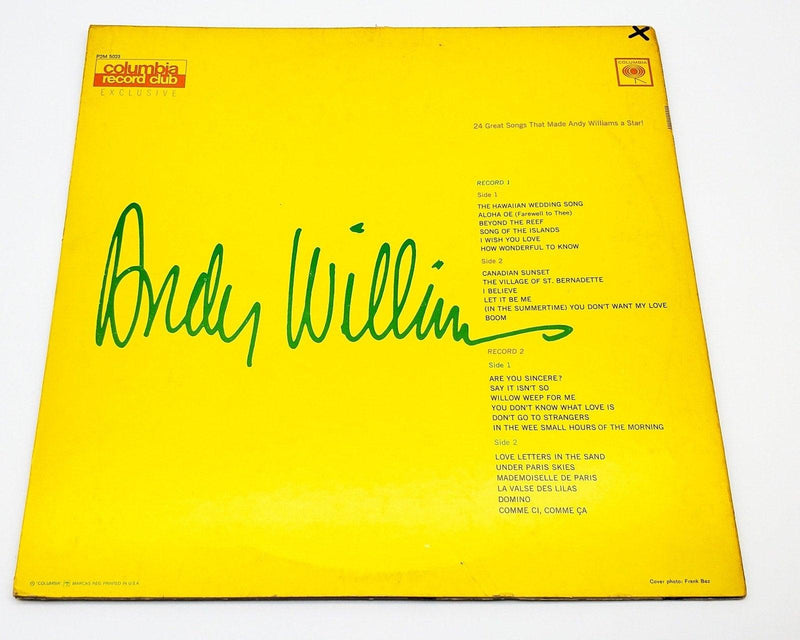 P2M 5023
columbia
record club
EXCLUSIVE
COLUMBIA
24 Great Songs That Made Andy Williams a Star!
Andy Williams
RECORD 1
Side 1
THE HAWAIIAN WEDDING SONG
ALOHA OE (Farewell to Thee)
BEYOND THE REEF
SONG OF THE ISLANDS
I WISH YOU LOVE
HOW WONDERFUL TO KNOW
Side 2
CANADIAN SUNSET
THE VILLAGE OF ST. BERNADETTE
I BELIEVE
LET IT BE ME
(IN THE SUMMERTIME) YOU DON'T WANT MY LOVE
BOOM
RECORD 2
Side 1
ARE YOU SINCERE?
SAY IT ISN'T SO
WILLOW WEEP FOR ME
YOU DON'T KNOW WHAT LOVE IS
DON'T GO TO STRANGERS
IN THE WEE SMALL HOURS OF THE MORNING
Side 2
LOVE LETTERS IN THE SAND
UNDER PARIS SKIES
MADEMOISELLE DE PARIS
LA VALSE DES LILAS
DOMINO
COMME CI, COMME ÇA
"COLUMBIA" MARCAS REG. PRINTED IN U.S.A.
Cover photo: Frank Bez